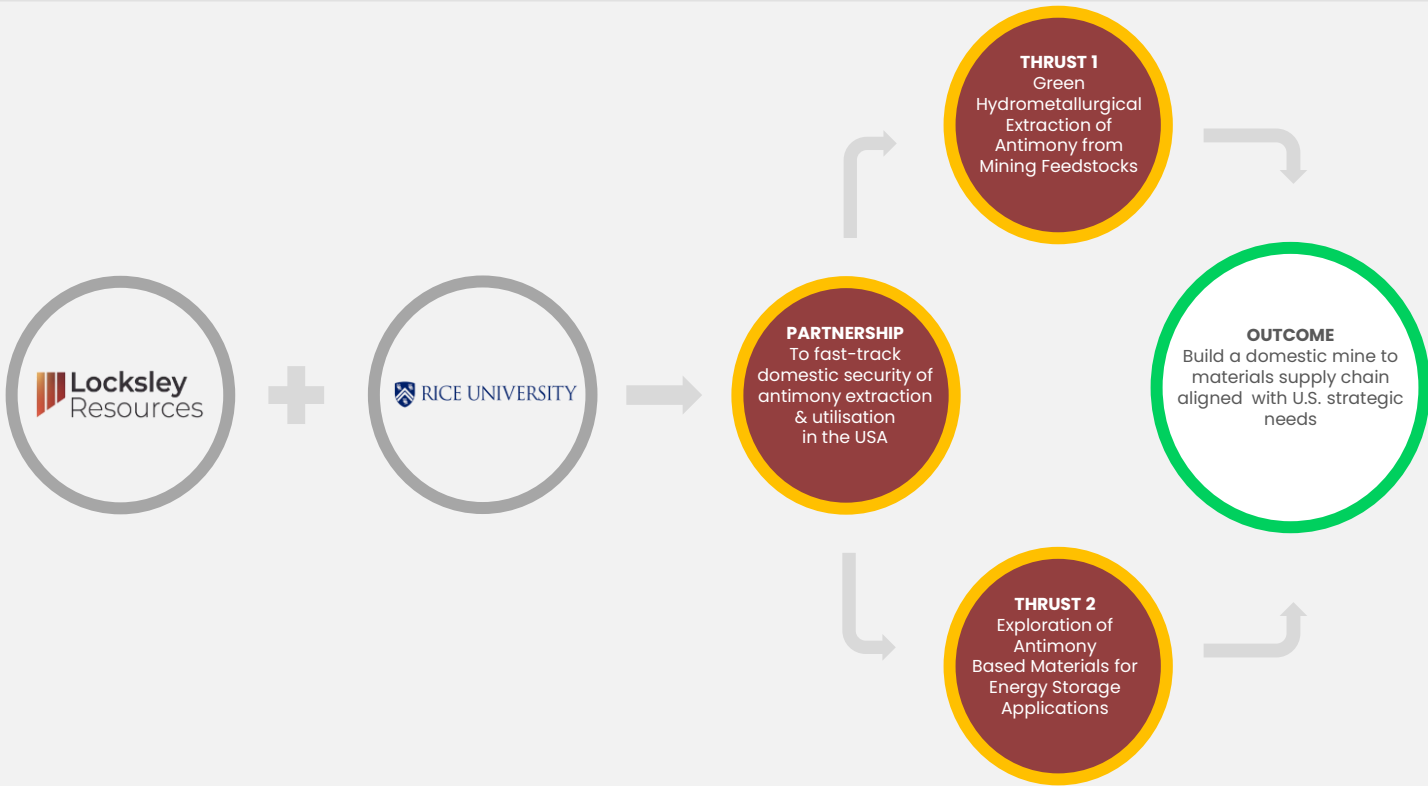 Locksley
Resources
RICE UNIVERSITY
PARTNERSHIP
To fast-track
domestic security of
antimony extraction
& utilisation
in the USA
THRUST 1
Green
Hydrometallurgical
Extraction of
Antimony from
Mining Feedstocks
THRUST 2
Exploration of
Antimony
Based Materials for
Energy Storage
Applications
OUTCOME
Build a domestic mine to
materials supply chain
aligned with U.S. strategic
needs